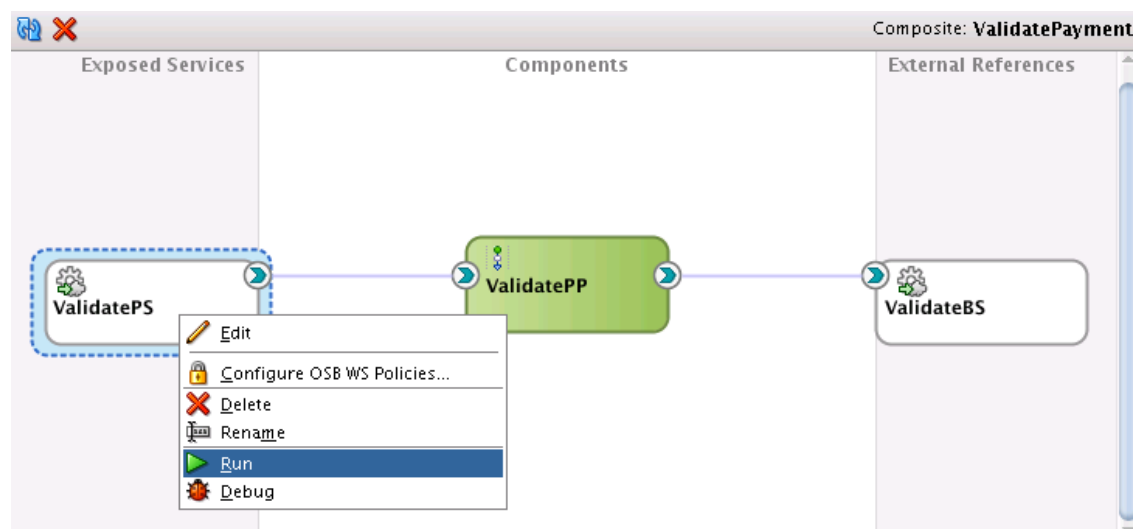 Composite: ValidatePayment
Exposed Services
Components
External References
ValidatePS
ValidatePP
ValidateBS
Edit
Configure OSB WS Policies...
Delete
Rename
Run
Debug